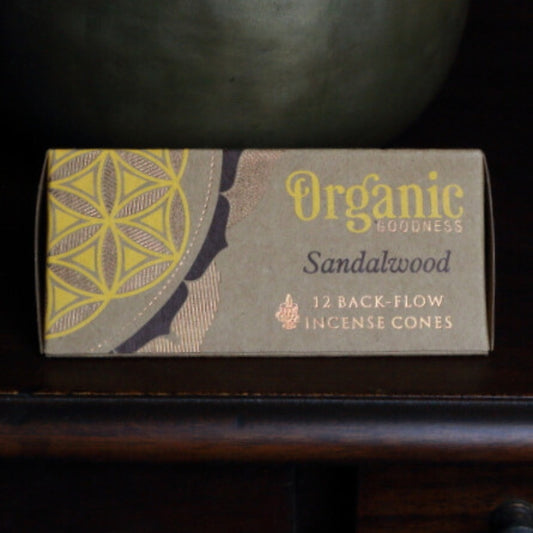 Organic
GOODNESS
Sandalwood
12 BACK-FLOW
INCENSE CONES